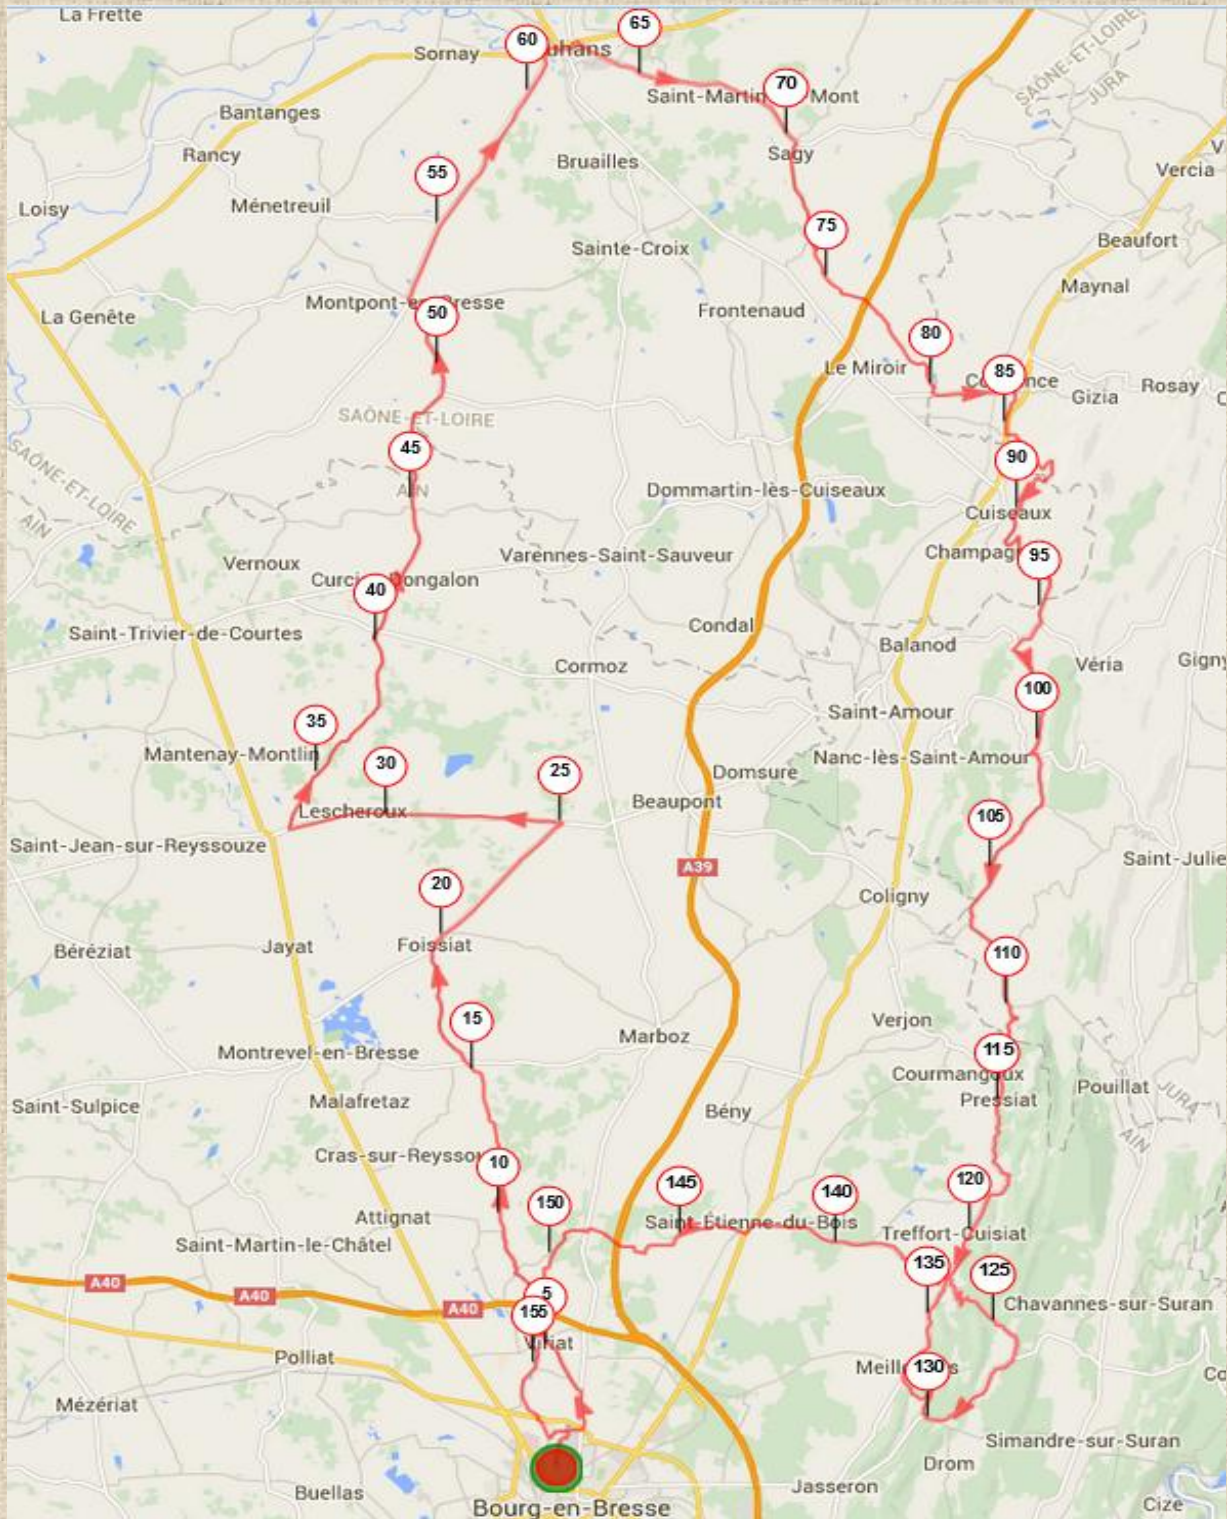 La Frette
65
60
uhans
Sornay
SAÔNE-ET-LOIRE
JURA
70
Saint-Martin Mont
Bantanges
Rancy
Bruailles
Sagy
Vercia
55
Loisy
Ménetreuil
75
Sainte-Croix
Beaufort
Maynal
Montpont-en-Bresse
La Genête
50
Frontenaud
80
Le Miroir
85
Gizia
Rosay
SAÔNE-ET-LOIRE
45
AIN
90
SAÔNE-ET-LOIRE
AIN
Dommartin-lès-Cuiseaux
Cuiseaux
Varennes-Saint-Sauveur
Champag
95
Vernoux
Curci Dongalon
40
Saint-Trivier-de-Courtes
Condal
Balanod
Cormoz
Véria
Gigny
100
35
Saint-Amour
Mantenay-Montlin
30
25
Nanc-lès-Saint-Amour
Domsure
Lescheroux
Beaupont
105
Saint-Jean-sur-Reyssouze
A39
Saint-Julie
20
Coligny
Béréziat
Jayat
Foissiat
110
15
Verjon
Marboz
Montrevel-en-Bresse
115
Courmangoux
Pouillat
JURA
AIN
Pressiat
Saint-Sulpice
Malafretaz
Bény
Cras-sur-Reyssou
10
120
145
140
150
Attignat
Saint-Étienne-du-Bois
Treffort-Cuisiat
Saint-Martin-le-Châtel
135
125
A40
A40
A40
5
155
Viriat
Chavannes-sur-Suran
Polliat
Meill s
130
Mézériat
Simandre-sur-Suran
Drom
Buellas
Jasseron
Bourg-en-Bresse
Cize